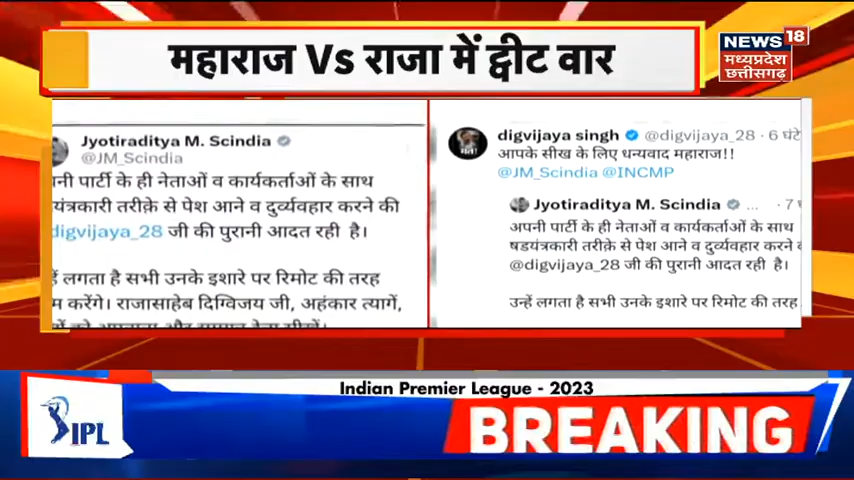 महाराज Vs राजा में ट्वीट वार
NEWS 18
मध्यप्रदेश
छत्तीसगढ़
Jyotiraditya M. Scindia
@JM_Scindia
पार्टी के ही नेताओं व कार्यकर्ताओं के साथ
तरीक़े से पेश आने व दुर्व्यवहार करने की
digvijaya_28 जी की पुरानी आदत रही है।
लगता है सभी उनके इशारे पर रिमोट की तरह
करेंगे। राजासाहेब दिग्विजय जी, अहंकार त्यागें,
digvijaya singh @digvijaya_28 · 6 घंटे
आपके सीख के लिए धन्यवाद महाराज!!
@JM_Scindia @INCMP
Jyotiraditya M. Scindia ... · 7
अपनी पार्टी के ही नेताओं व कार्यकर्ताओं के साथ
षडयंत्रकारी तरीक़े से पेश आने व दुर्व्यवहार करने
@digvijaya_28 जी की पुरानी आदत रही है।
उन्हें लगता है सभी उनके इशारे पर रिमोट की तरह
Indian Premier League - 2023
IPL
BREAKING